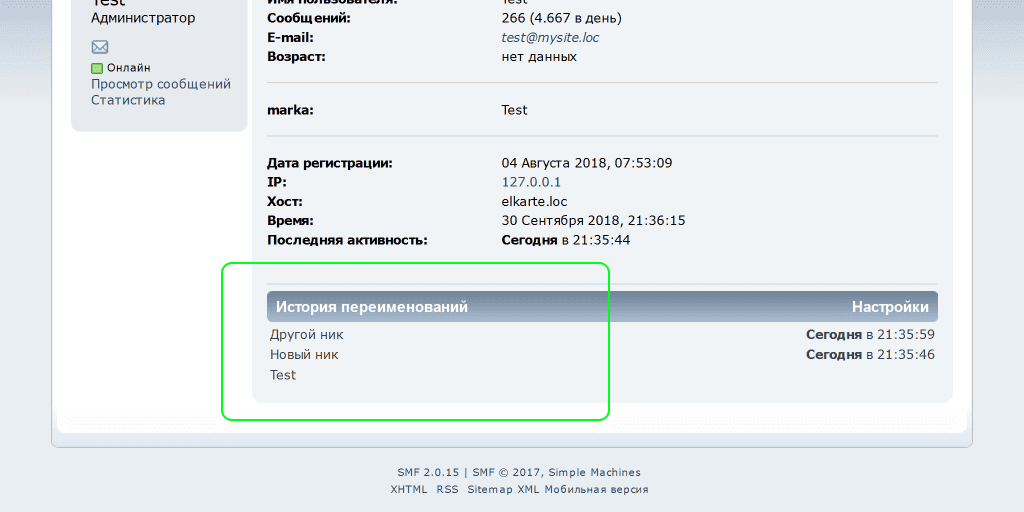 Test
Администратор
Онлайн
Просмотр сообщений
Статистика
Имя пользователя: Test
Сообщений: 266 (4.667 в день)
E-mail: test@mysite.loc
Возраст: нет данных
marka: Test
Дата регистрации: 04 Августа 2018, 07:53:09
IP: 127.0.0.1
Хост: elkarte.loc
Время: 30 Сентября 2018, 21:36:15
Последняя активность: Сегодня в 21:35:44
История переименований Настройки
Другой ник Сегодня в 21:35:59
Новый ник Сегодня в 21:35:46
Test
SMF 2.0.15 | SMF © 2017, Simple Machines
XHTML RSS Sitemap XML Мобильная версия